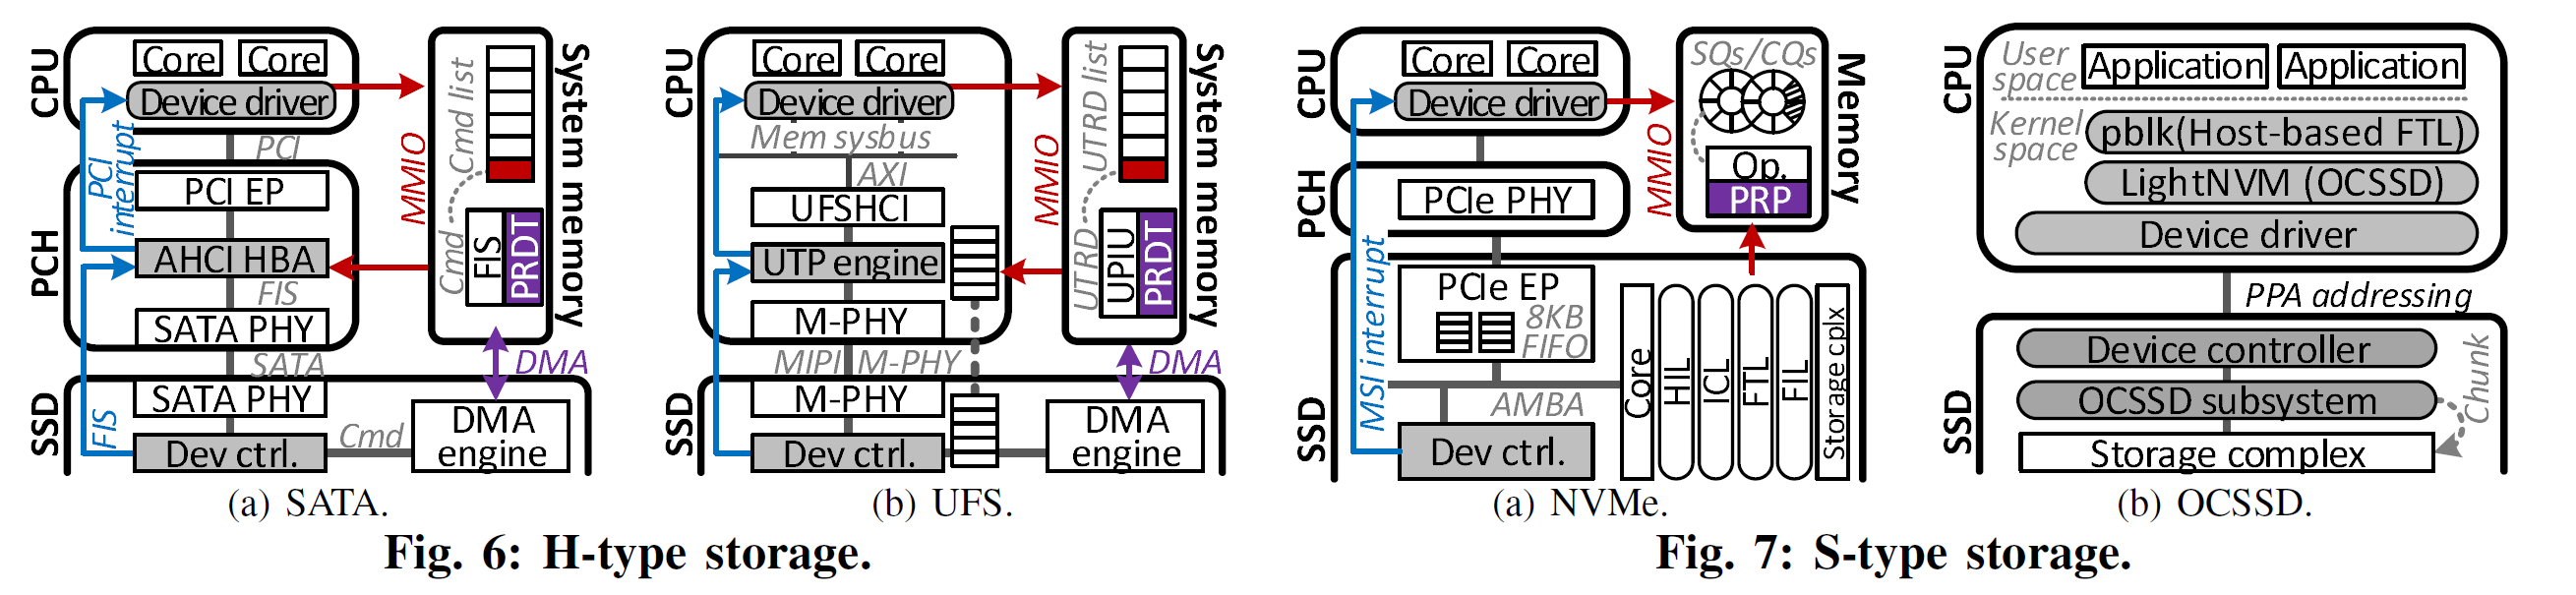 CPU
Core
Core
Device driver
PCI
PCI interrupt
PCH
PCI EP
AHCI HBA
FIS
SATA PHY
SATA
SSD
SATA PHY
FIS
Dev ctrl.
Cmd
DMA engine
DMA
MMIO
Cmd list
Cmd
FIS
PRDT
System memory
(a) SATA.
CPU
Core
Core
Device driver
Mem sysbus
AXI
UFSHCI
UTP engine
M-PHY
MIPI M-PHY
SSD
M-PHY
Dev ctrl.
DMA
engine
DMA
MMIO
UTRD list
UTRD
UPIU
PRDT
System memory
(b) UFS.
Fig. 6: H-type storage.
CPU
Core
Core
Device driver
MMIO
SQs/CQs
Op.
PRP
Memory
PCH
PCIe PHY
MSI interrupt
SSD
PCIe EP
8KB
FIFO
AMBA
Dev ctrl.
Core
HIL
ICL
FTL
FIL
Storage cplx
(a) NVMe.
CPU
User
space
Application
Application
Kernel
space
pblk(Host-based FTL)
LightNVM (OCSSD)
Device driver
PPA addressing
SSD
Device controller
OCSSD subsystem
Chunk
Storage complex
(b) OCSSD.
Fig. 7: S-type storage.